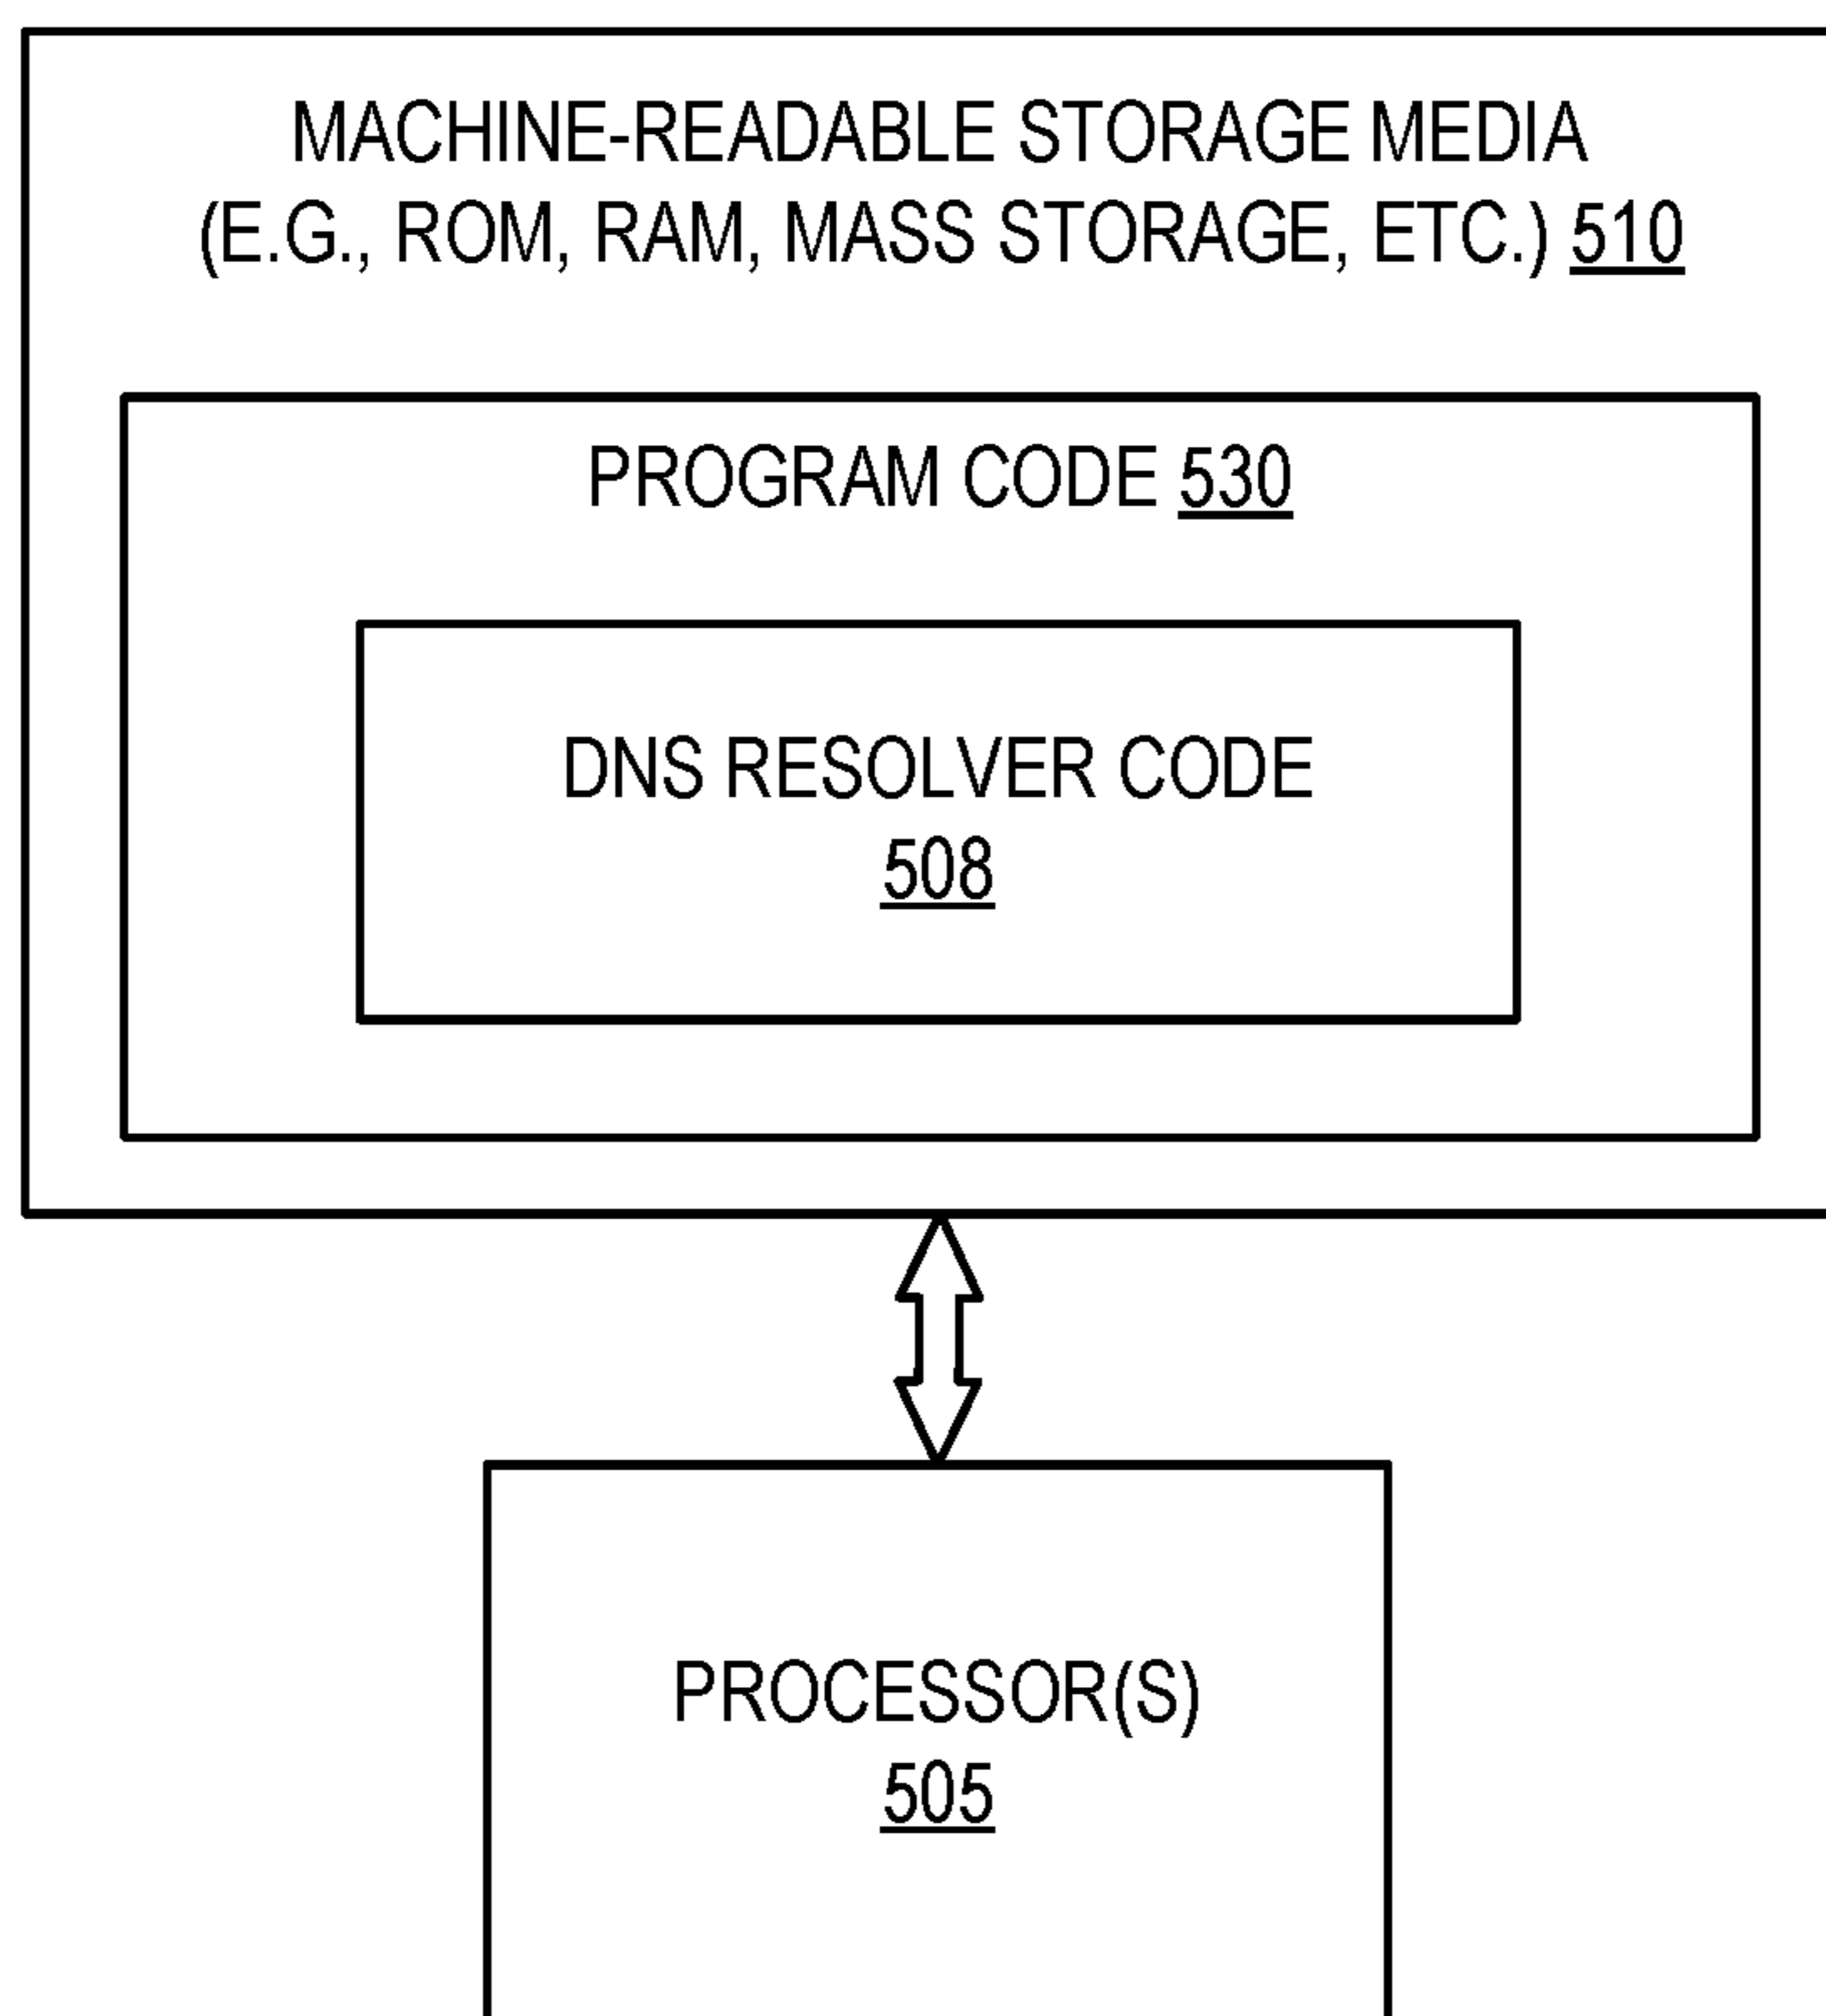 MACHINE-READABLE STORAGE MEDIA
(E.G., ROM, RAM, MASS STORAGE, ETC.) 510
PROGRAM CODE 530
DNS RESOLVER CODE
508
PROCESSOR(S)
505